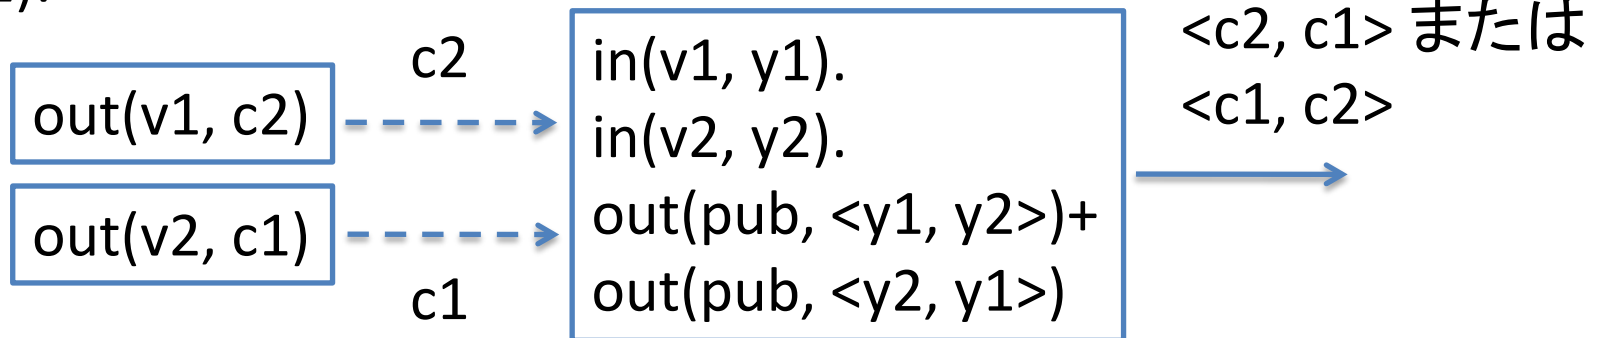 c2
out(v1, c2)
out(v2, c1)
c1
in(v1, y1).
in(v2, y2).
out(pub, <y1, y2>)+
out(pub, <y2, y1>)
<c2, c1> または
<c1, c2>